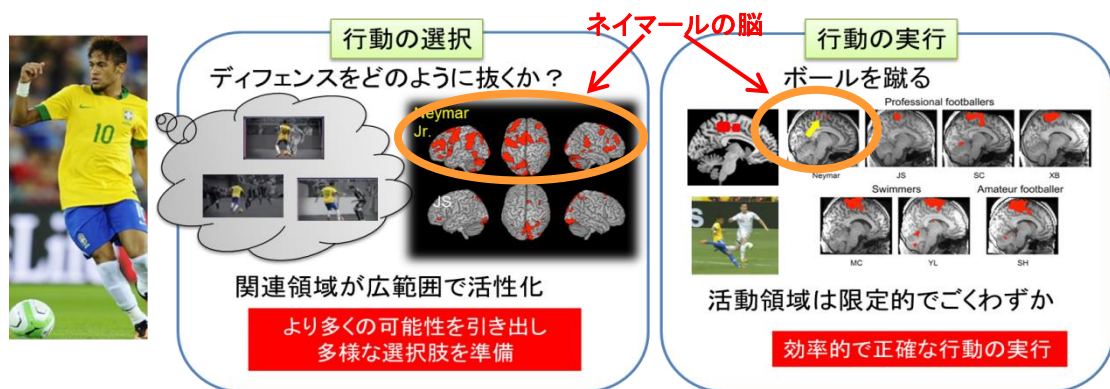 ネイマールの脳
行動の選択
ディフェンスをどのように抜くか？
10
Neymar
Jr.
JS
関連領域が広範囲で活性化
より多くの可能性を引き出し
多様な選択肢を準備
行動の実行
ボールを蹴る
Professional footballers
Neymar JS SC XB
Swimmers Amateur footballer
MC YL SH
活動領域は限定的でごくわずか
効率的で正確な行動の実行